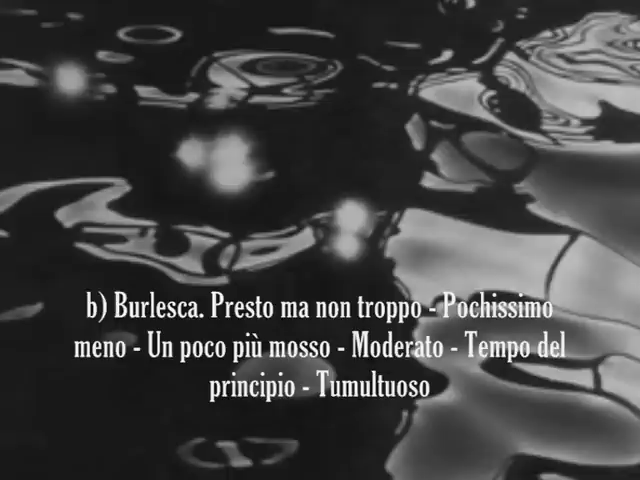 b) Burlesca. Presto ma non troppo - Pochissimo
meno - Un poco più mosso - Moderato - Tempo del
principio - Tumultuoso